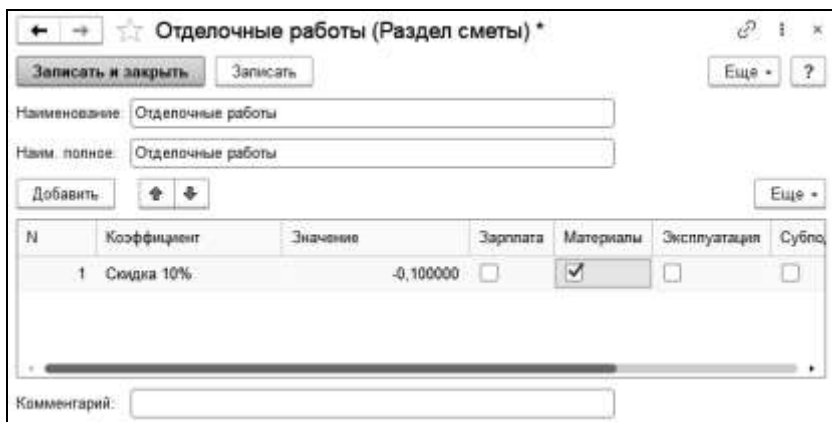 Отделочные работы (Раздел сметы) *
Записать и закрыть Записать Еще ?
Наименование: Отделочные работы
Наим. полное: Отделочные работы
Добавить Еще
N Коэффициент Значение Зарплата Материалы Эксплуатация Субпо,
1 Скидка 10% -0,100000
Комментарий: